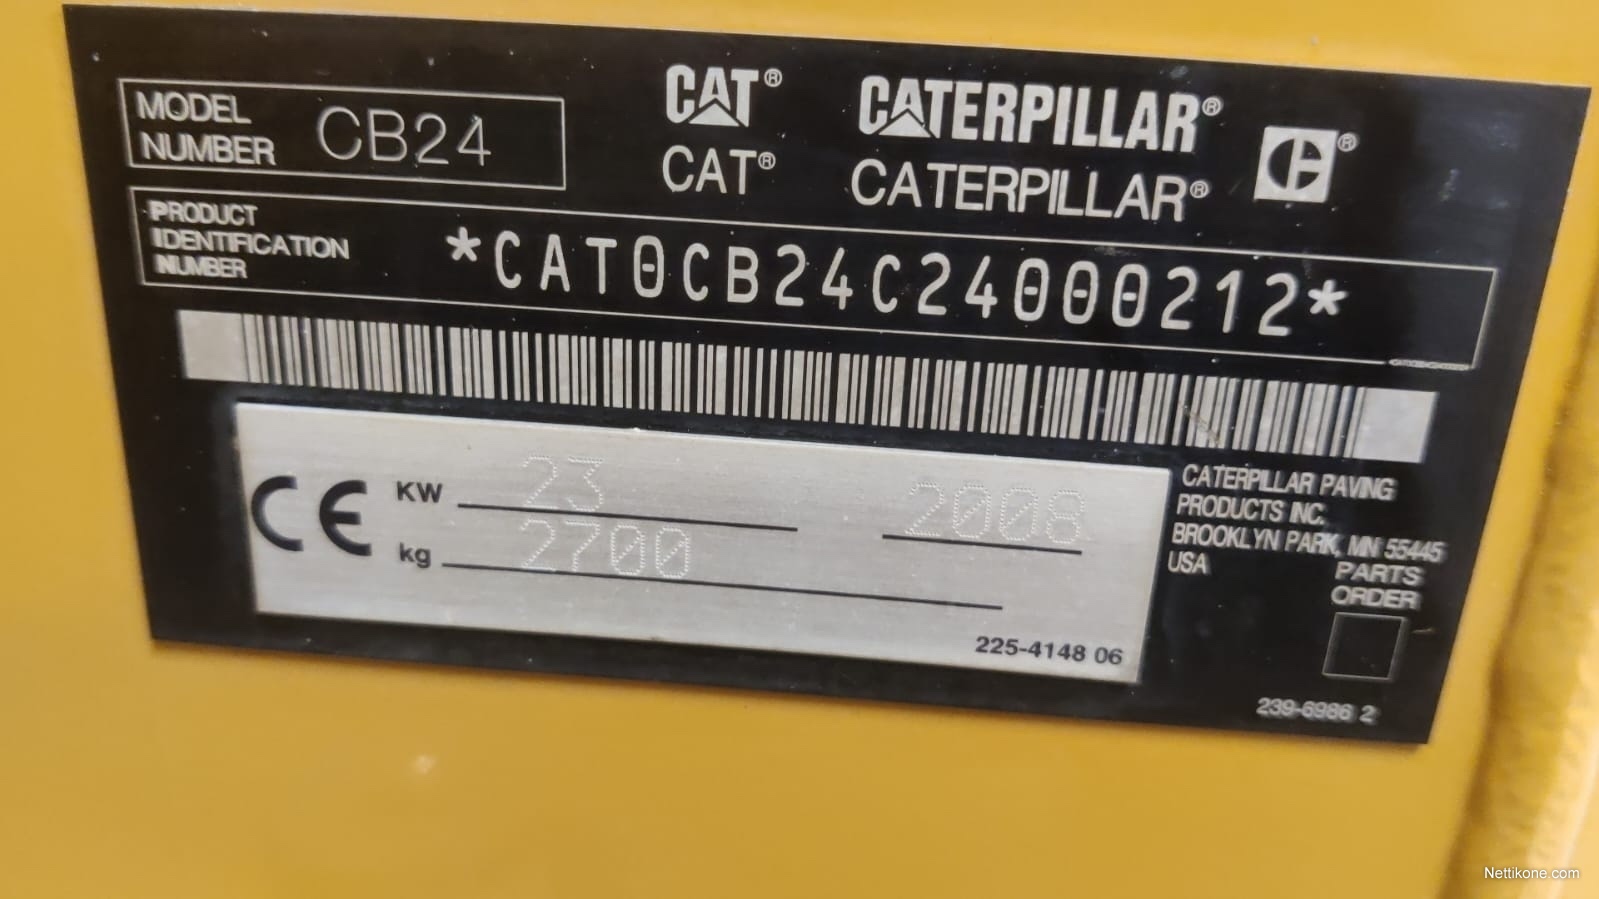 MODEL
NUMBER
CB24
CAT® CATERPILLAR®
CAT® CATERPILLAR®
PRODUCT
IDENTIFICATION
NUMBER
*CAT0CB24C24000212*
CE
KW 23 2008
kg 2700
225-4148 06
CATERPILLAR PAVING
PRODUCTS INC.
BROOKLYN PARK, MN 55445
USA
PARTS
ORDER
239-6986 2
Nettikone.com